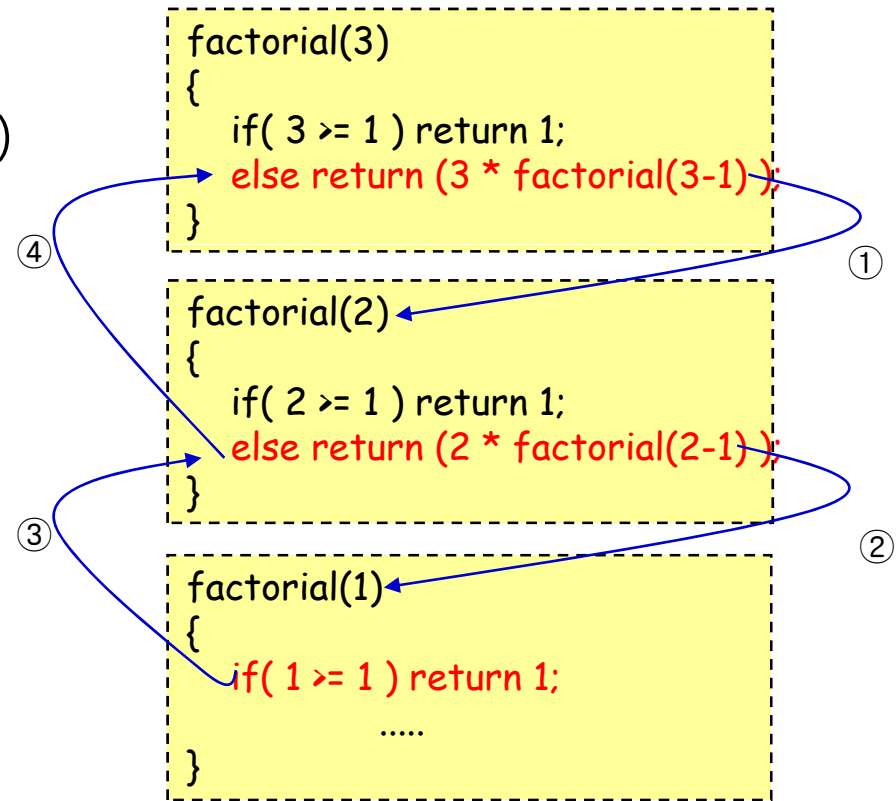 factorial(3)
{
if( 3 >= 1 ) return 1;
)
else return (3 * factorial(3-1) );
}
④
①
factorial(2)
{
if( 2 >= 1 ) return 1;
else return (2 * factorial(2-1) );
}
③
②
factorial(1)
{
if( 1 >= 1 ) return 1;
.....
}